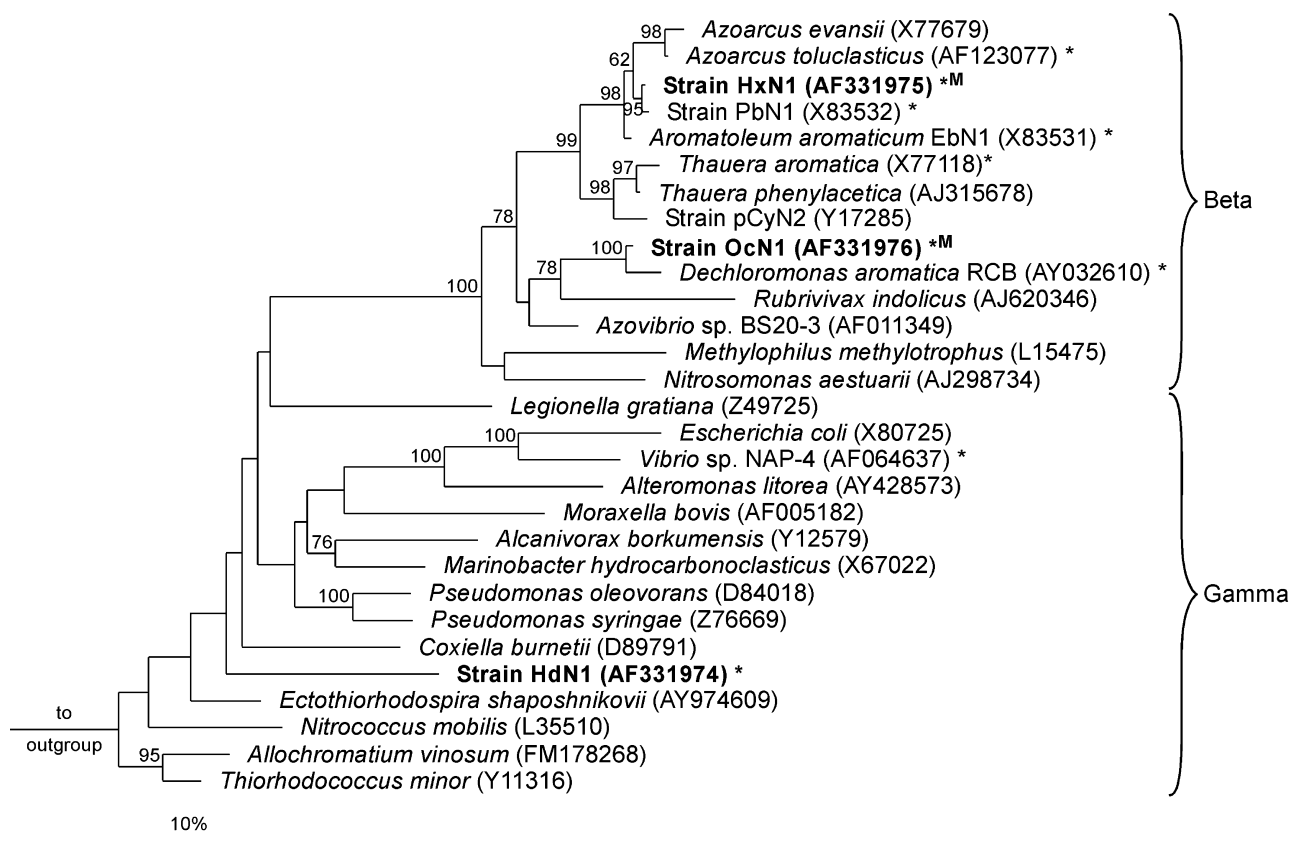 98 Azoarcus evansii (X77679)
Azoarcus toluclasticus (AF123077) *
62
Strain HxN1 (AF331975) *M
98
95 Strain PbN1 (X83532) *
Aromatoleum aromaticum EbN1 (X83531) *
99
97 Thauera aromatica (X77118)*
98 Thauera phenylacetica (AJ315678)
Strain pCyN2 (Y17285)
Beta
78
100 Strain OcN1 (AF331976) *M
78 Dechloromonas aromatica RCB (AY032610) *
100 Rubrivivax indolicus (AJ620346)
Azovibrio sp. BS20-3 (AF011349)
Methylophilus methylotrophus (L15475)
Nitrosomonas aestuarii (AJ298734)
Legionella gratiana (Z49725)
100 Escherichia coli (X80725)
100 Vibrio sp. NAP-4 (AF064637) *
Alteromonas litorea (AY428573)
Moraxella bovis (AF005182)
76 Alcanivorax borkumensis (Y12579)
Marinobacter hydrocarbonoclasticus (X67022)
100 Pseudomonas oleovorans (D84018)
Gamma
Pseudomonas syringae (Z76669)
Coxiella burnetii (D89791)
Strain HdN1 (AF331974) *
Ectothiorhodospira shaposhnikovii (AY974609)
to
Nitrococcus mobilis (L35510)
outgroup
95 Allochromatium vinosum (FM178268)
Thiorhodococcus minor (Y11316)
10%